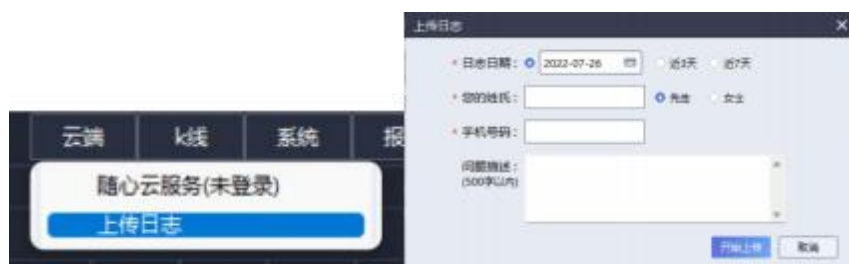 云端 k线 系统 报
随心云服务(未登录)
上传日志
上传日志
* 日志日期： 2022-07-26 近3天 近7天
* 您的姓氏： 先生 女士
* 手机号码：
问题描述：
(500字以内)
开始上传 取消